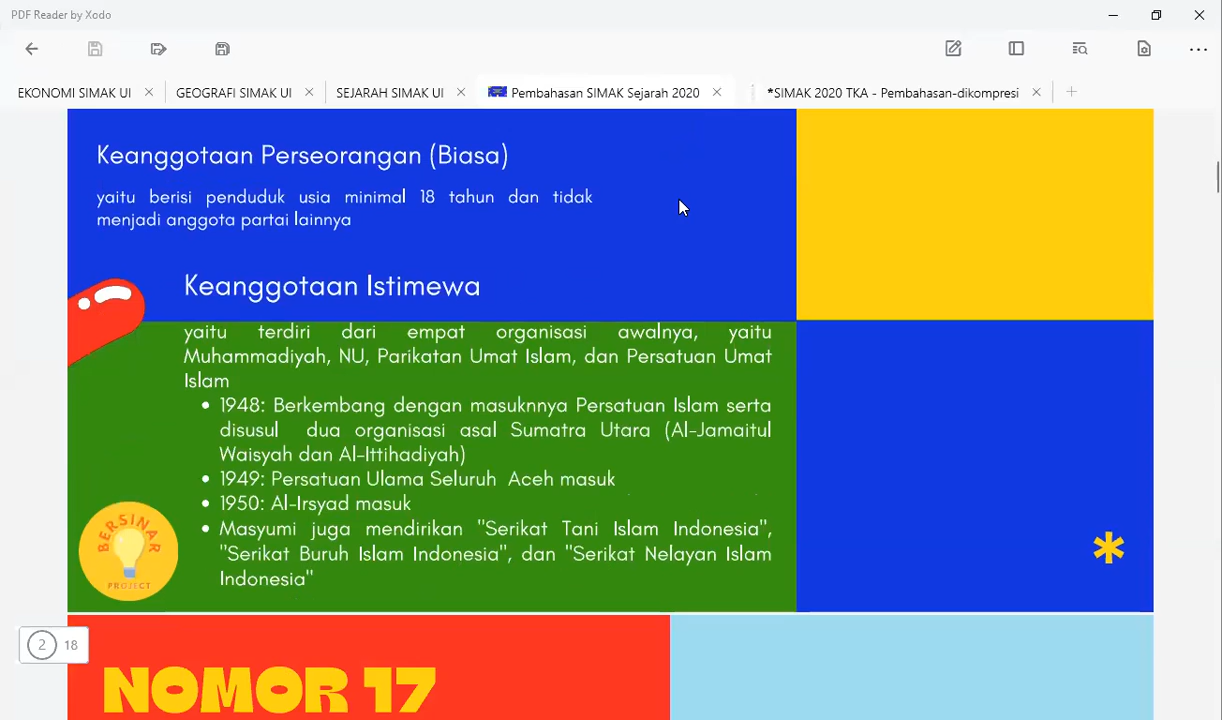 PDF Reader by Xodo
EKONOMI SIMAK UI
GEOGRAFI SIMAK UI
SEJARAH SIMAK UI
Pembahasan SIMAK Sejarah 2020
*SIMAK 2020 TKA - Pembahasan-dikompresi
Keanggotaan Perseorangan (Biasa)
yaitu berisi penduduk usia minimal 18 tahun dan tidak
menjadi anggota partai lainnya
Keanggotaan Istimewa
yaitu terdiri dari empat organisasi awalnya, yaitu
Muhammadiyah, NU, Parikatan Umat Islam, dan Persatuan Umat
Islam
• 1948: Berkembang dengan masuknnya Persatuan Islam serta
disusul dua organisasi asal Sumatra Utara (Al-Jamaitul
Waisyah dan Al-Ittihadiyah)
• 1949: Persatuan Ulama Seluruh Aceh masuk
• 1950: Al-Irsyad masuk
• Masyumi juga mendirikan "Serikat Tani Islam Indonesia",
"Serikat Buruh Islam Indonesia", dan "Serikat Nelayan Islam
Indonesia"
BERSINAR
PROJECT
*
2 18
NOMOR 17